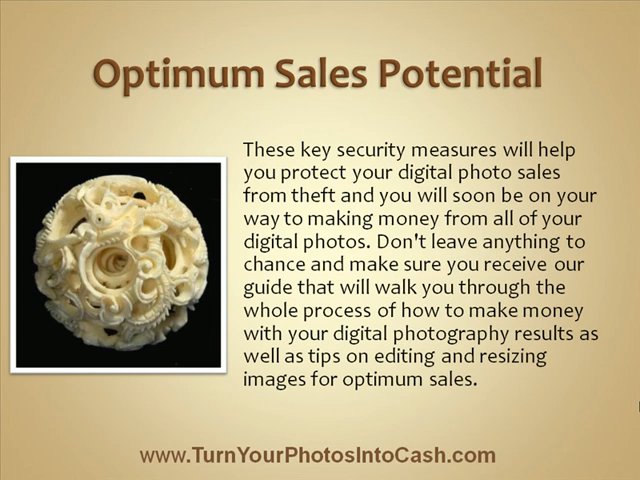 Optimum Sales Potential
These key security measures will help
you protect your digital photo sales
from theft and you will soon be on your
way to making money from all of your
digital photos. Don't leave anything to
chance and make sure you receive our
guide that will walk you through the
whole process of how to make money
with your digital photography results as
well as tips on editing and resizing
images for optimum sales.
www.TurnYourPhotosIntoCash.com